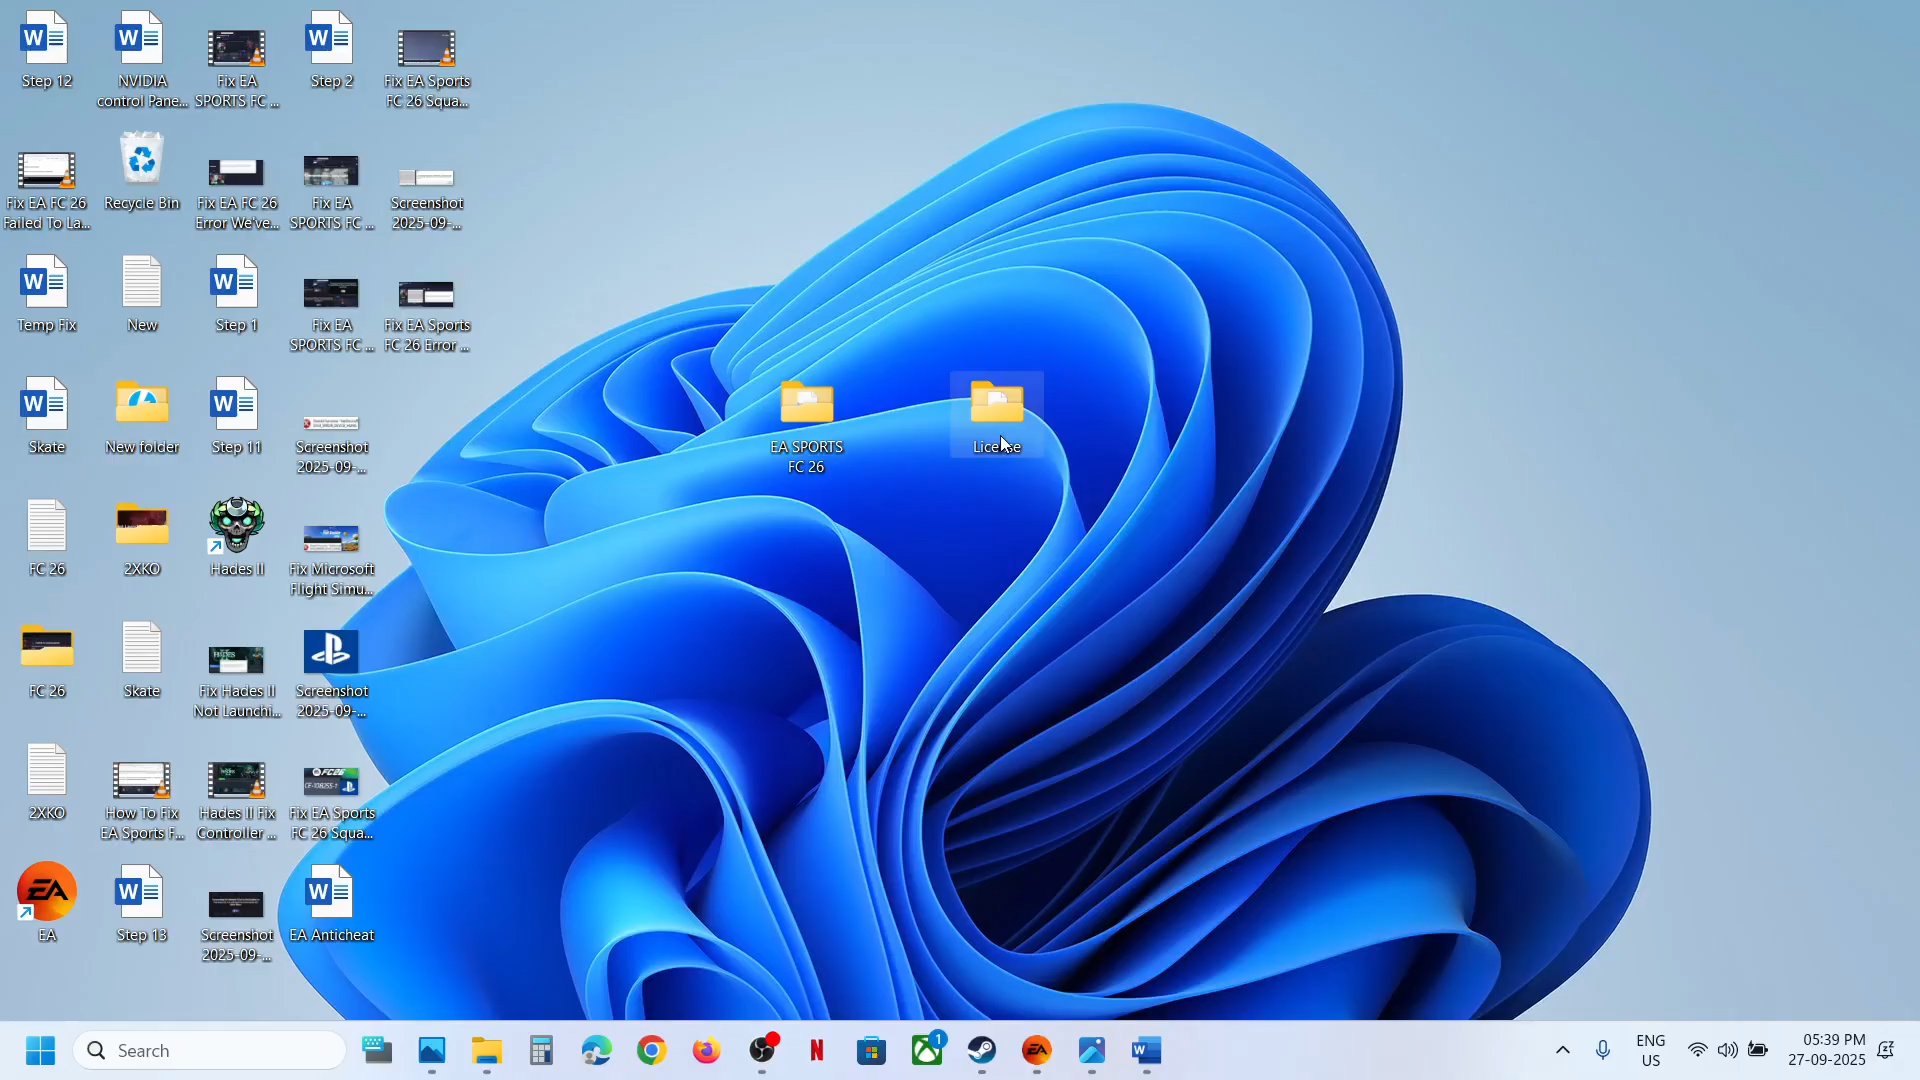 Step 12
NVIDIA
control Pane...
Fix EA
SPORTS FC ...
Step 2
Fix EA Sports
FC 26 Squa...
Fix EA FC 26
Failed To La...
Recycle Bin
Fix EA FC 26
Error We've...
Fix EA
SPORTS FC ...
Screenshot
2025-09-...
Temp Fix
New
Step 1
Fix EA
SPORTS FC ...
Fix EA Sports
FC 26 Error ...
Skate
New folder
Step 11
Screenshot
2025-09-...
EA SPORTS
FC 26
License
FC 26
2XKO
Hades II
Fix Microsoft
Flight Simu...
FC 26
Skate
Fix Hades II
Not Launchi...
Screenshot
2025-09-...
2XKO
How To Fix
EA Sports F...
Hades II Fix
Controller ...
Fix EA Sports
FC 26 Squa...
EA
Step 13
Screenshot
2025-09-...
EA Anticheat
Search
1
ENG
US
05:39 PM
27-09-2025